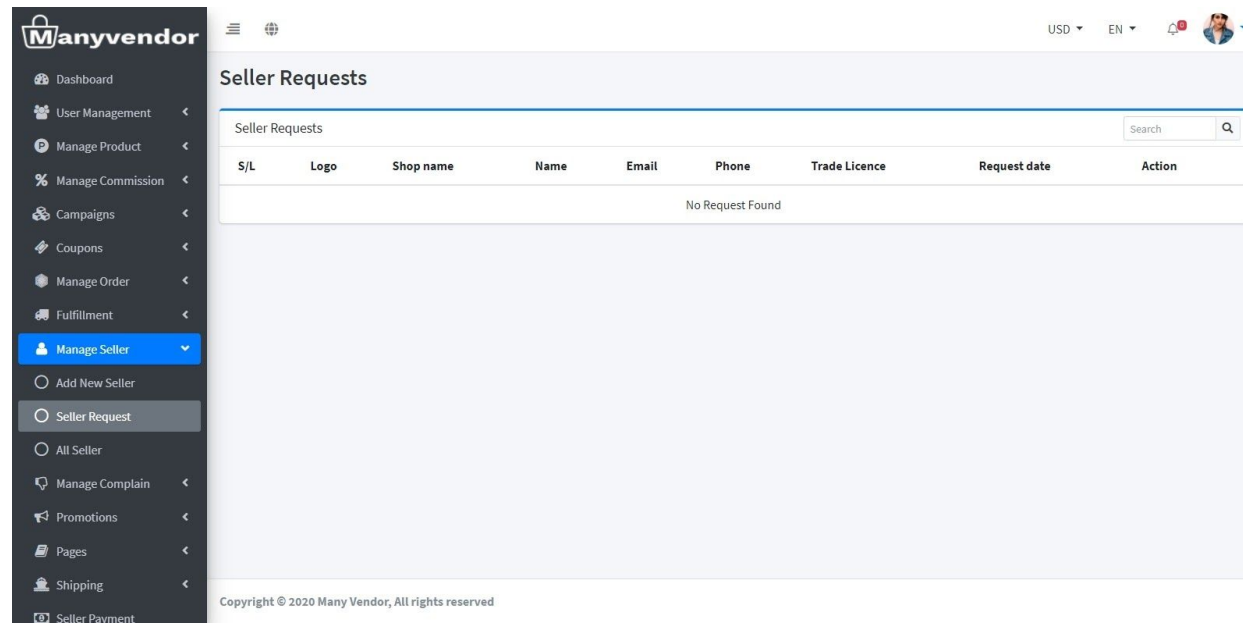 Manyvendor
USD EN 0
Dashboard
User Management
Manage Product
Manage Commission
Campaigns
Coupons
Manage Order
Fulfillment
Manage Seller
Add New Seller
Seller Request
All Seller
Manage Complain
Promotions
Pages
Shipping
Seller Payment
Seller Requests
Seller Requests Search
S/L Logo Shop name Name Email Phone Trade Licence Request date Action
No Request Found
Copyright © 2020 Many Vendor, All rights reserved